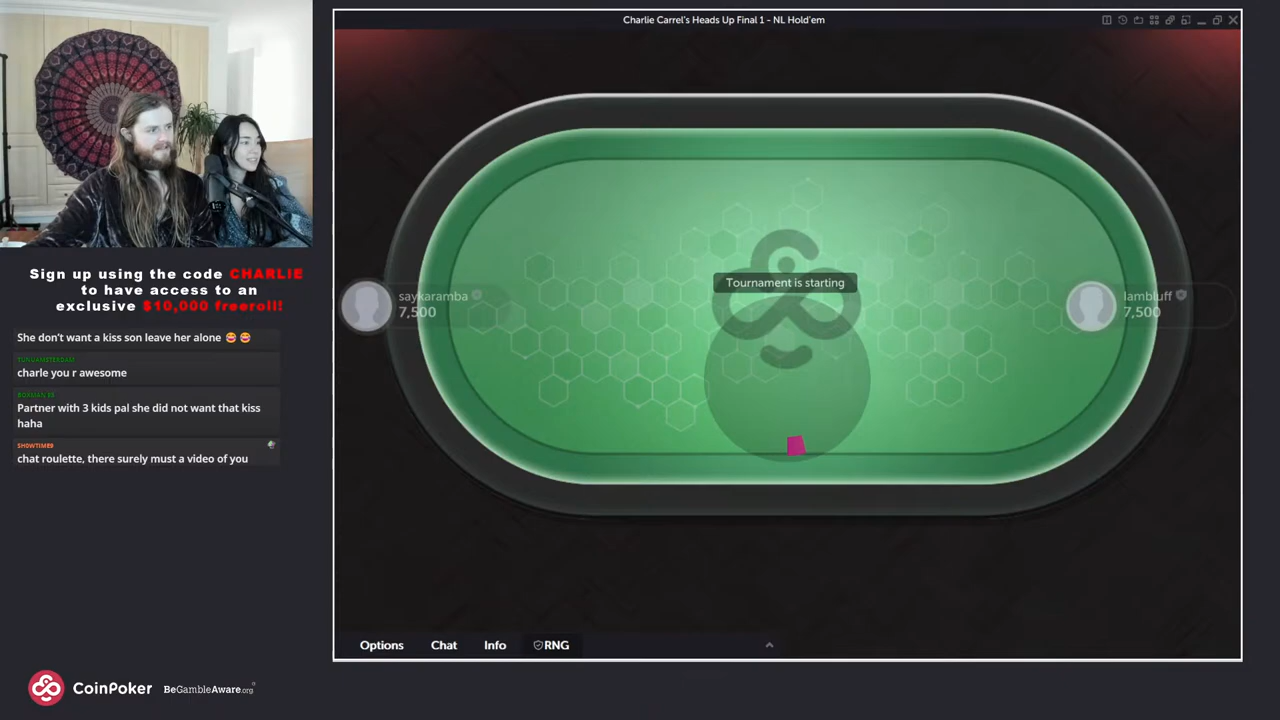 Charlie Carrel's Heads Up Final 1 - NL Hold'em
Sign up using the code CHARLIE
to have access to an
exclusive $10,000 freeroll!
She don't want a kiss son leave her alone
TUNUAMSTERDAM
charle you r awesome
Partner with 3 kids pal she did not want that kiss
haha
SHOWTIMER
chat roulette, there surely must a video of you
saykaramba
7,500
Tournament is starting
7,500
Options
Chat
Info
RNG
CoinPoker
BeGambleAware.org